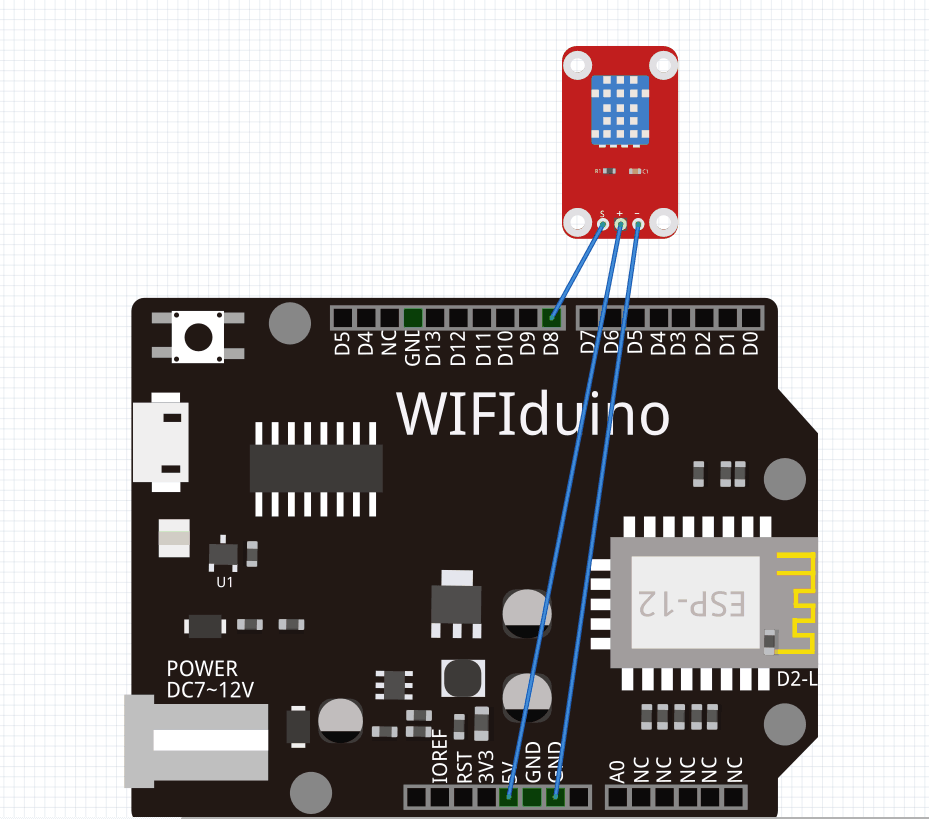 R1 C1
S + −
D5 D4 NC GND D13 D12 D11 D10 D9 D8 D7 D6 D5 D4 D3 D2 D1 D0
WIFIduino
U1
ESP-12
POWER
DC7~12V
D2-L
IOREF RST 3V3 5V GND GND A0 NC NC NC NC NC